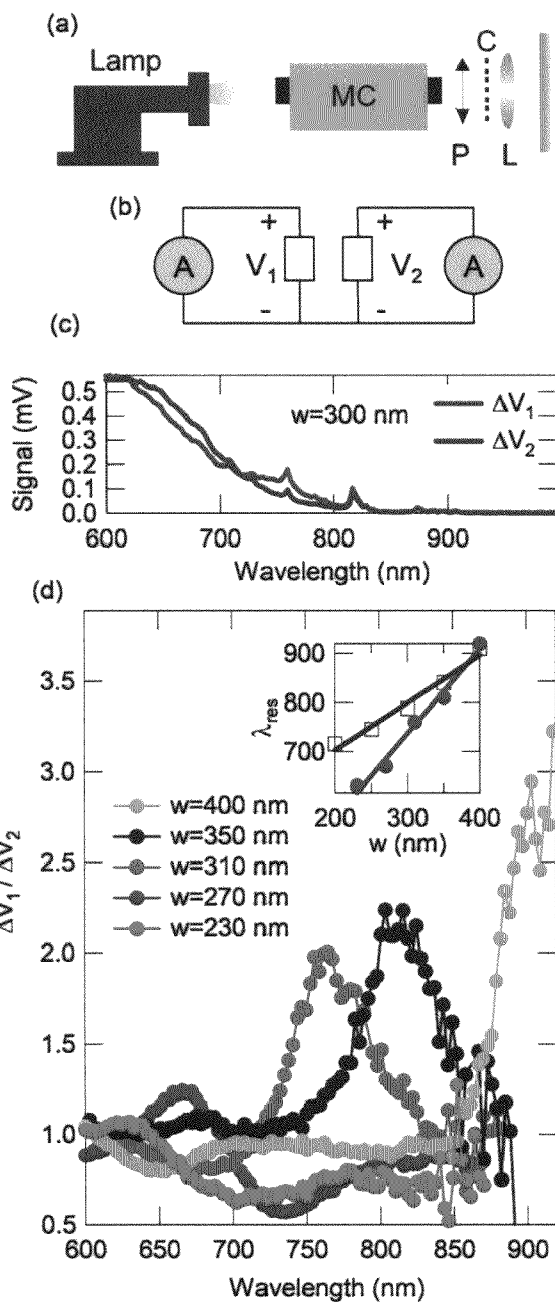 (a)
Lamp
MC
C
P
L
(b)
A
+
V1
-
+
V2
-
A
(c)
Signal (mV)
0.5
0.4
0.3
0.2
0.1
0.0
w=300 nm
ΔV1
ΔV2
600
700
800
900
Wavelength (nm)
(d)
ΔV1 / ΔV2
3.5
3.0
2.5
2.0
1.5
1.0
0.5
λres
900
800
700
200
300
400
w (nm)
w=400 nm
w=350 nm
w=310 nm
w=270 nm
w=230 nm
600
650
700
750
800
850
900
Wavelength (nm)